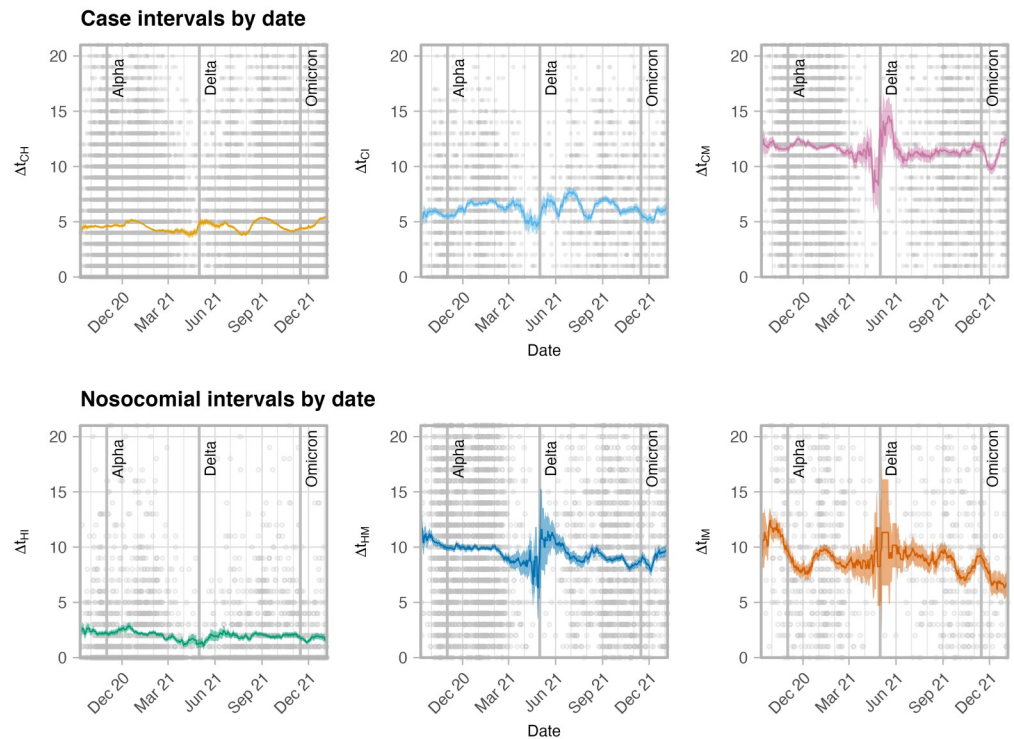 Case intervals by date
20
15
10
5
0
Δt_CH
Alpha
Delta
Omicron
Dec 20
Mar 21
Jun 21
Sep 21
Dec 21
20
15
10
5
0
Δt_CI
Alpha
Delta
Omicron
Dec 20
Mar 21
Jun 21
Sep 21
Dec 21
20
15
10
5
0
Δt_CM
Alpha
Delta
Omicron
Dec 20
Mar 21
Jun 21
Sep 21
Dec 21
Date
Nosocomial intervals by date
20
15
10
5
0
Δt_HI
Alpha
Delta
Omicron
Dec 20
Mar 21
Jun 21
Sep 21
Dec 21
20
15
10
5
0
Δt_HM
Alpha
Delta
Omicron
Dec 20
Mar 21
Jun 21
Sep 21
Dec 21
20
15
10
5
0
Δt_IM
Alpha
Delta
Omicron
Dec 20
Mar 21
Jun 21
Sep 21
Dec 21
Date